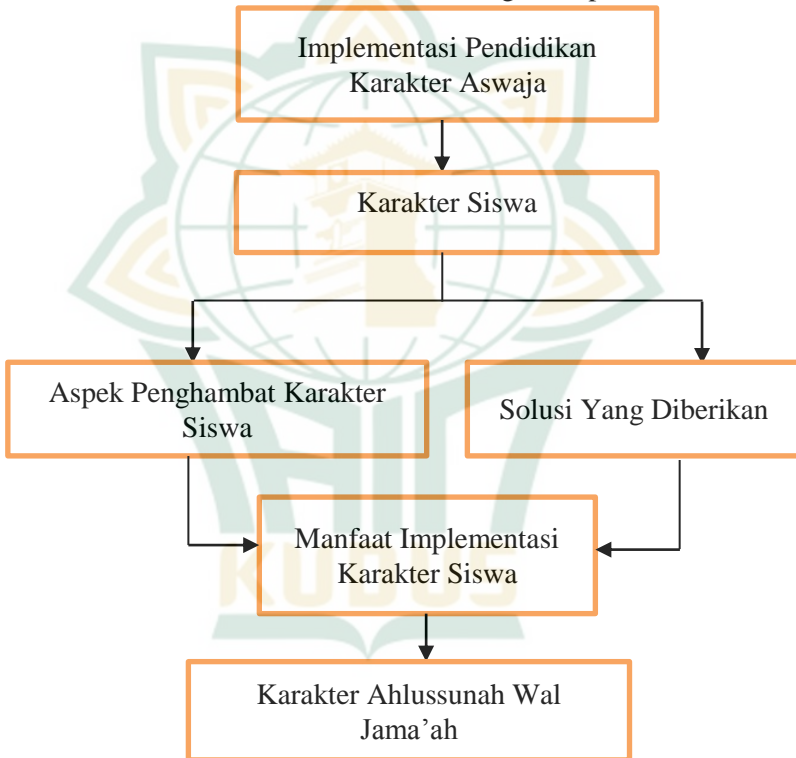 Implementasi Pendidikan
Karakter Aswaja
Karakter Siswa
Aspek Penghambat Karakter
Siswa
Solusi Yang Diberikan
Manfaat Implementasi
Karakter Siswa
KUDUS
Karakter Ahlussunah Wal
Jama’ah